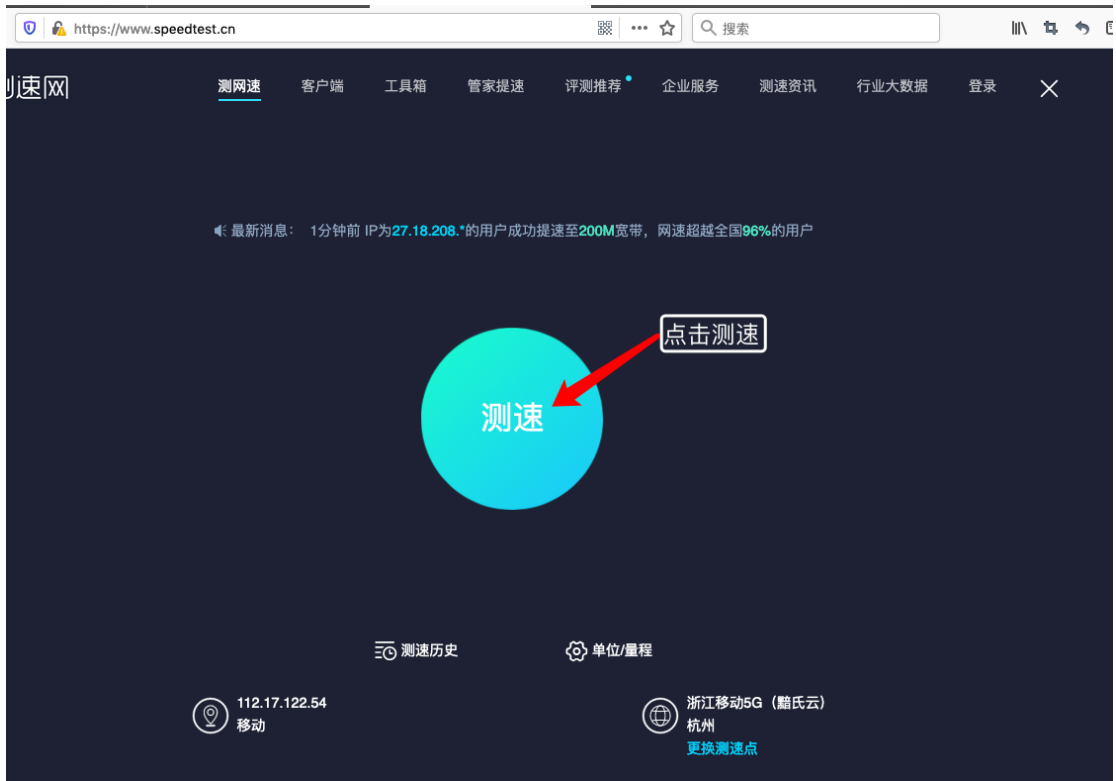 https://www.speedtest.cn
搜索
测速网
测网速 客户端 工具箱 管家提速 评测推荐 企业服务 测速资讯 行业大数据 登录
最新消息： 1分钟前 IP为27.18.208.*的用户成功提速至200M宽带，网速超越全国96%的用户
点击测速
测速
测速历史 单位/量程
112.17.122.54
移动
浙江移动5G（黯氏云）
杭州
更换测速点